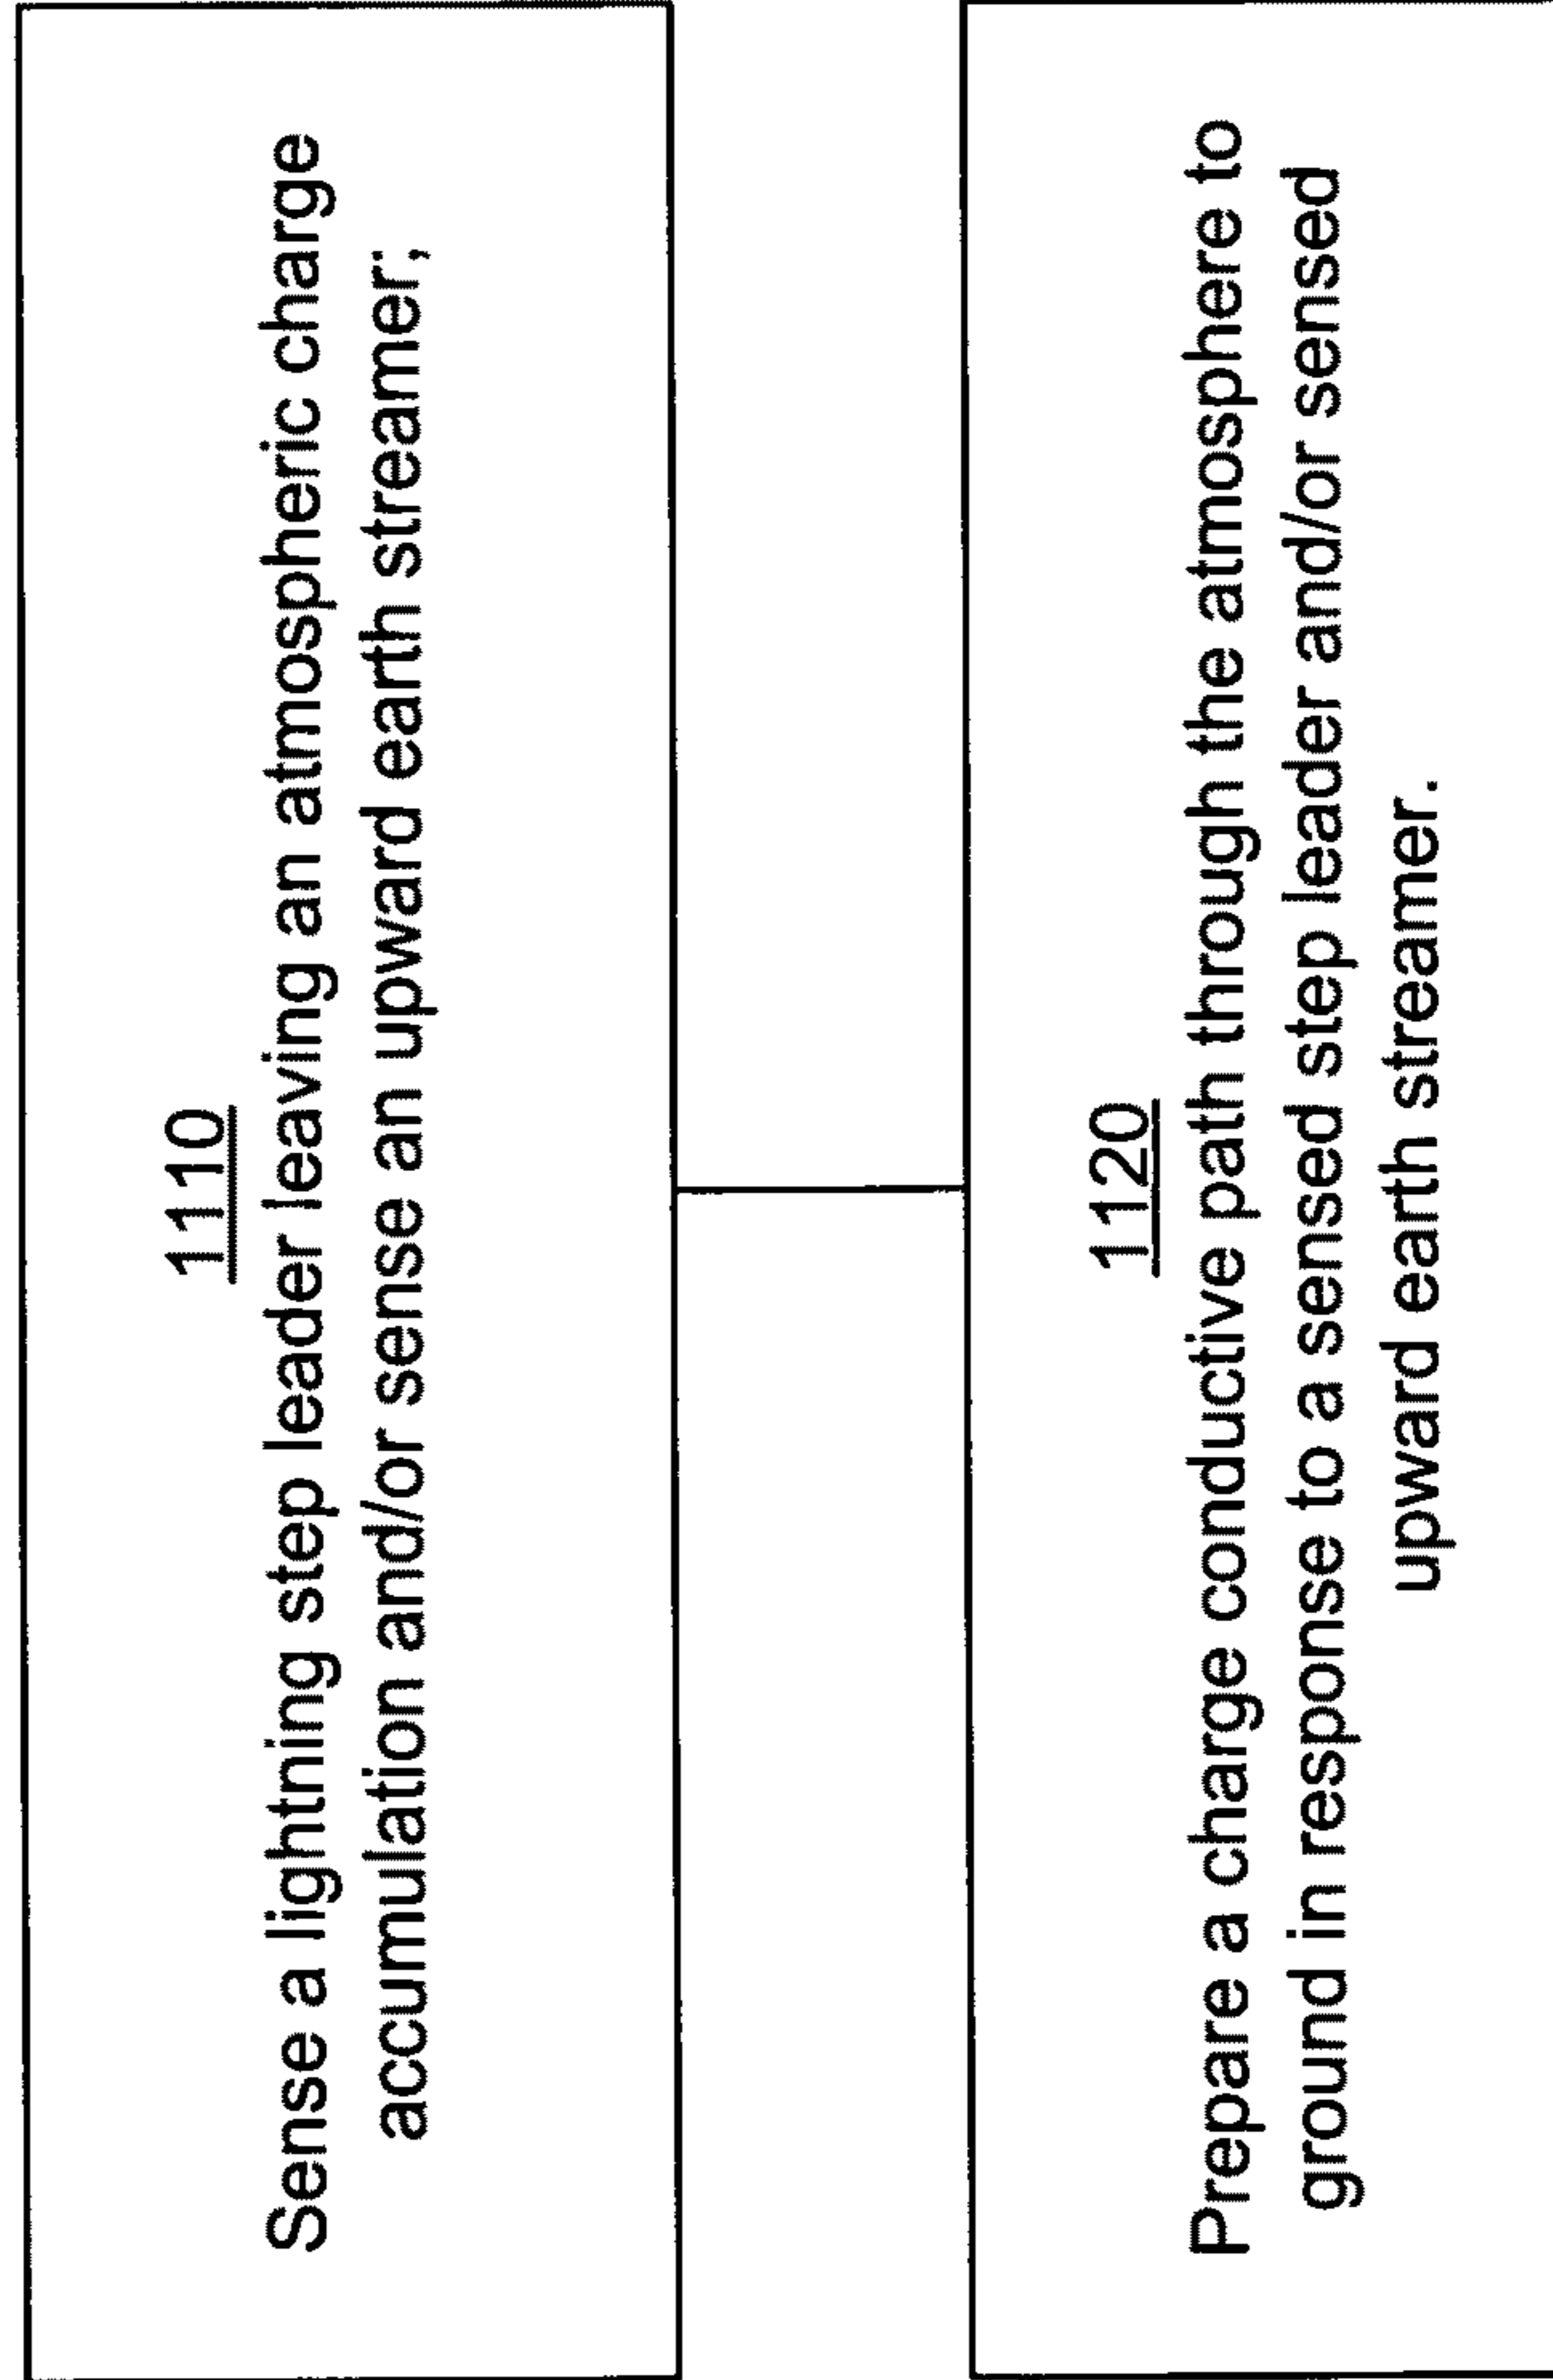 1110
Sense a lightning step leader leaving an atmospheric charge
accumulation and/or sense an upward earth streamer;
1120
Prepare a charge conductive path through the atmosphere to
ground in response to a sensed step leader and/or sensed
upward earth streamer.